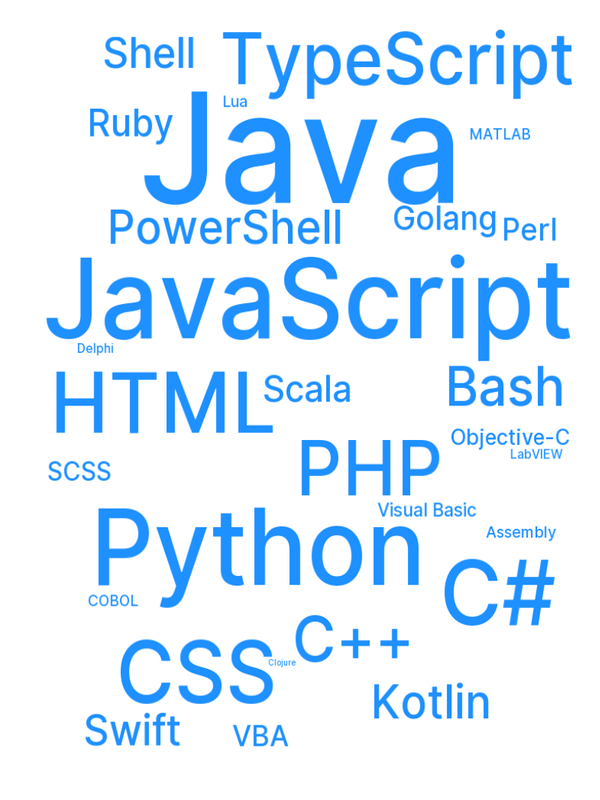 Shell
TypeScript
Lua
Ruby
Java
MATLAB
PowerShell
Golang
Perl
JavaScript
Delphi
HTML
Scala
Bash
Objective-C
LabVIEW
PHP
SCSS
Visual Basic
Python
Assembly
C#
COBOL
C++
CSS
Clojure
Kotlin
Swift
VBA